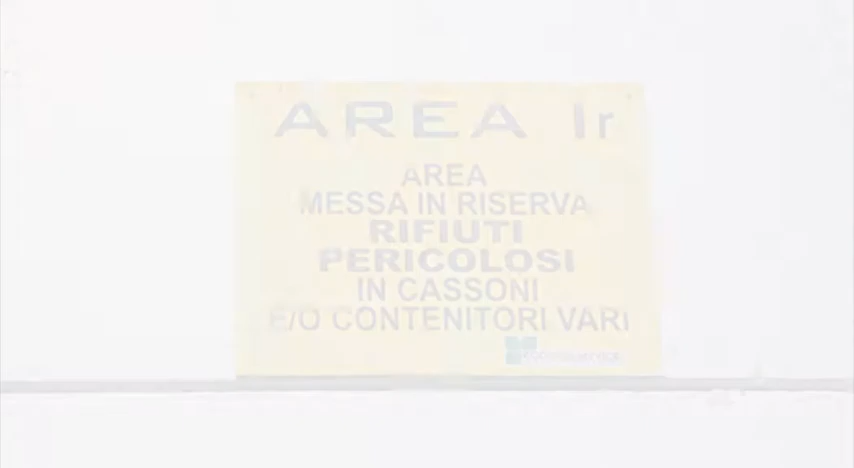 AREA Ir
AREA
MESSA IN RISERVA
RIFIUTI
PERICOLOSI
IN CASSONI
E/O CONTENITORI VARI